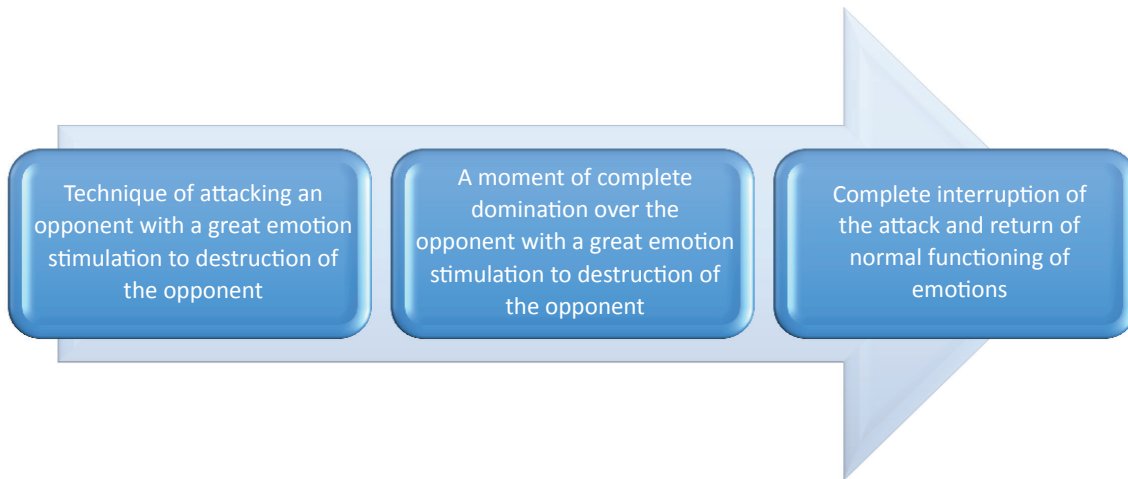 Technique of attacking an
opponent with a great emotion
stimulation to destruction of
the opponent
A moment of complete
domination over the
opponent with a great emotion
stimulation to destruction of
the opponent
Complete interruption of
the attack and return of
normal functioning of
emotions